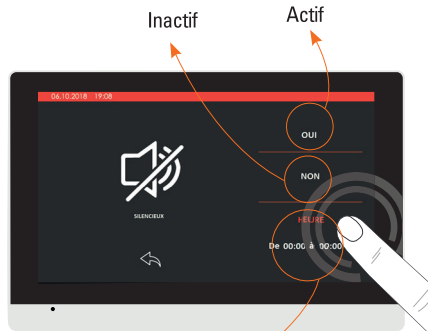 Inactif
Actif
06.10.2018 19:08
OUI
NON
SILENCIEUX
HEURE
De 00:00 à 00:00